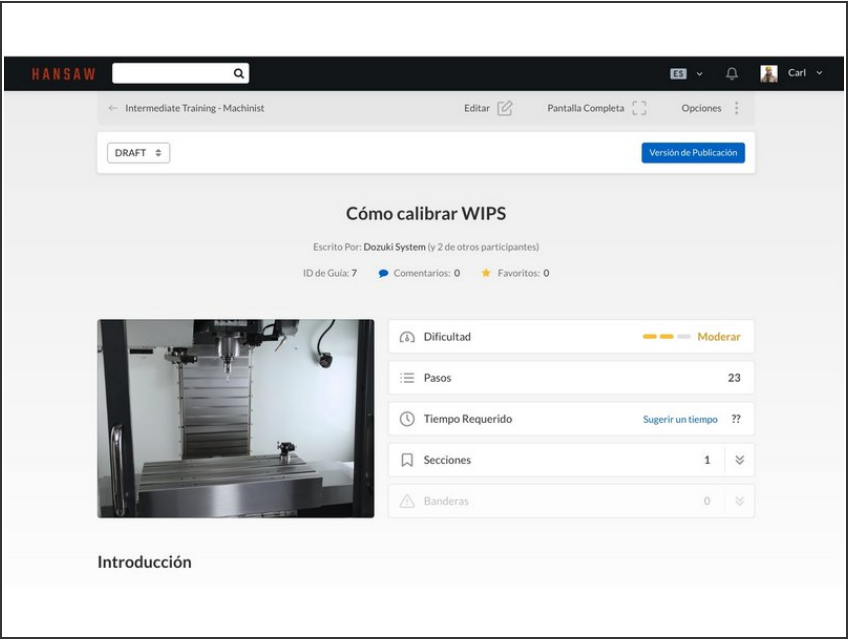 HANSAW
ES
Carl
← Intermediate Training - Machinist
Editar
Pantalla Completa
Opciones
DRAFT
Versión de Publicación
Cómo calibrar WIPS
Escrito Por: Dozuki System (y 2 de otros participantes)
ID de Guía: 7 Comentarios: 0 Favoritos: 0
Dificultad Moderar
Pasos 23
Tiempo Requerido Sugerir un tiempo ??
Secciones 1
Banderas 0
Introducción